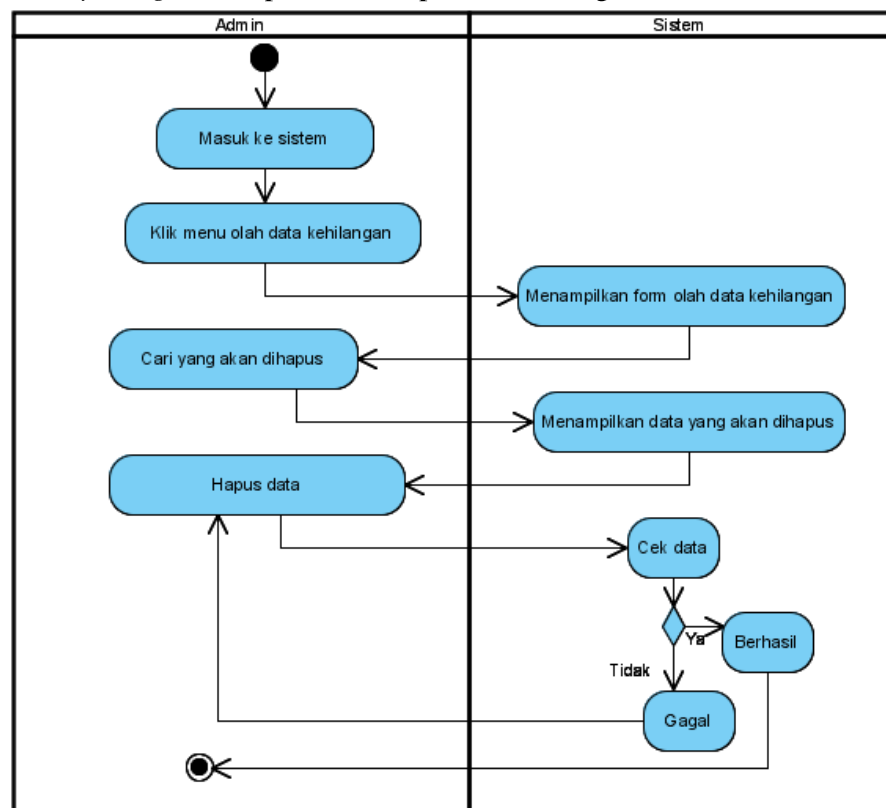 Admin
Sistem
Masuk ke sistem
Klik menu olah data kehilangan
Menampilkan form olah data kehilangan
Cari yang akan dihapus
Menampilkan data yang akan dihapus
Hapus data
Cek data
Ya
Berhasil
Tidak
Gagal